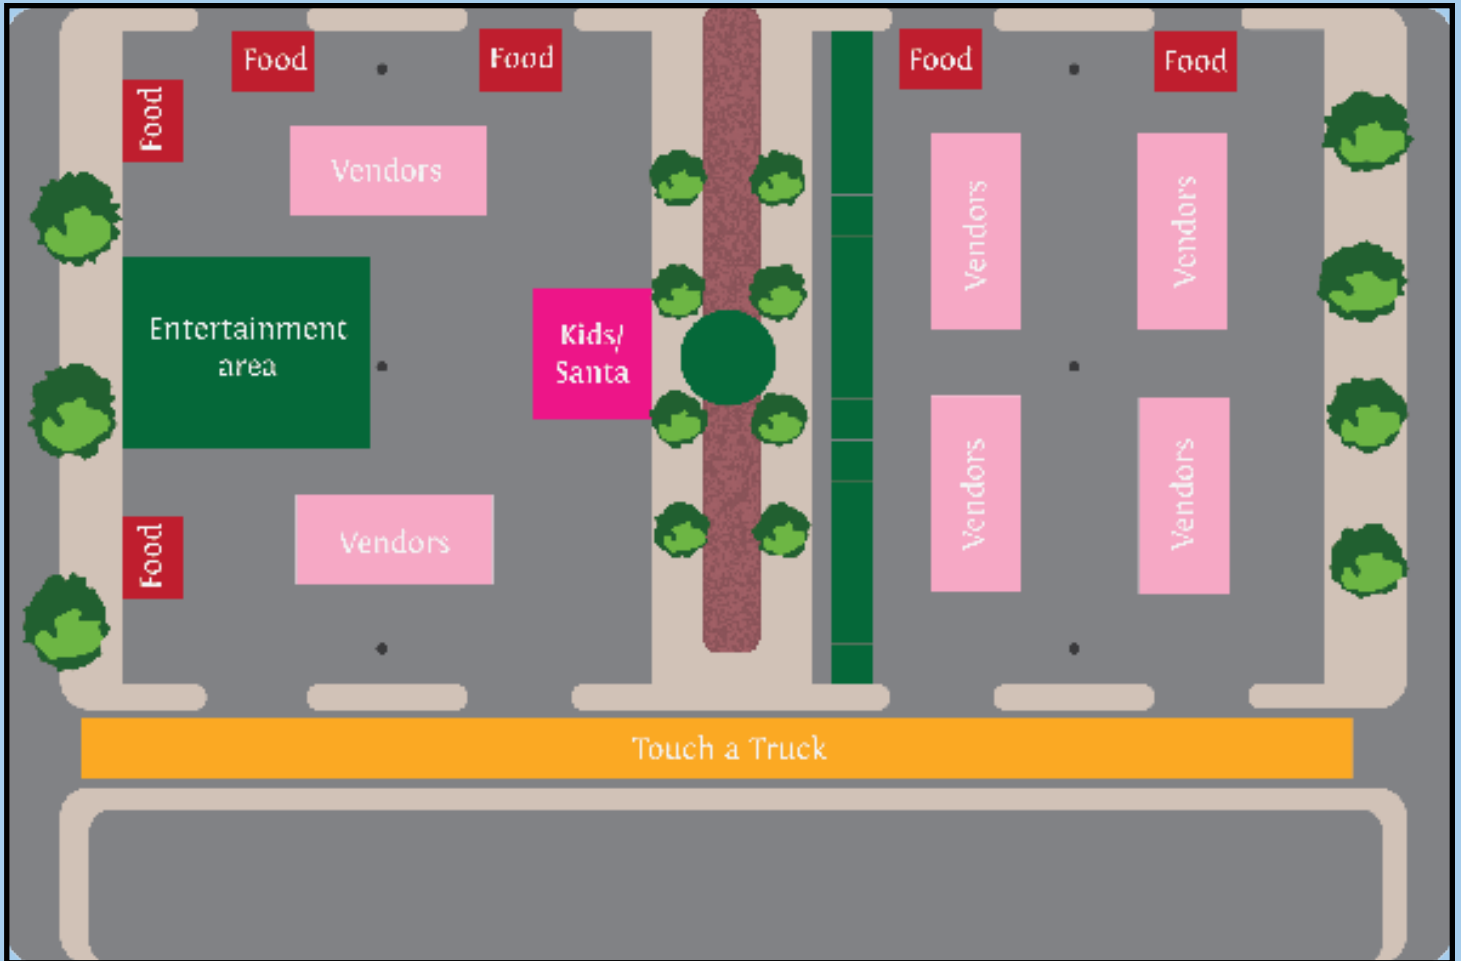 Food
Food
Food
Food
Food
Vendors
Vendors
Vendors
Entertainment
area
Kids/
Santa
Vendors
Vendors
Vendors
Food
Touch a Truck